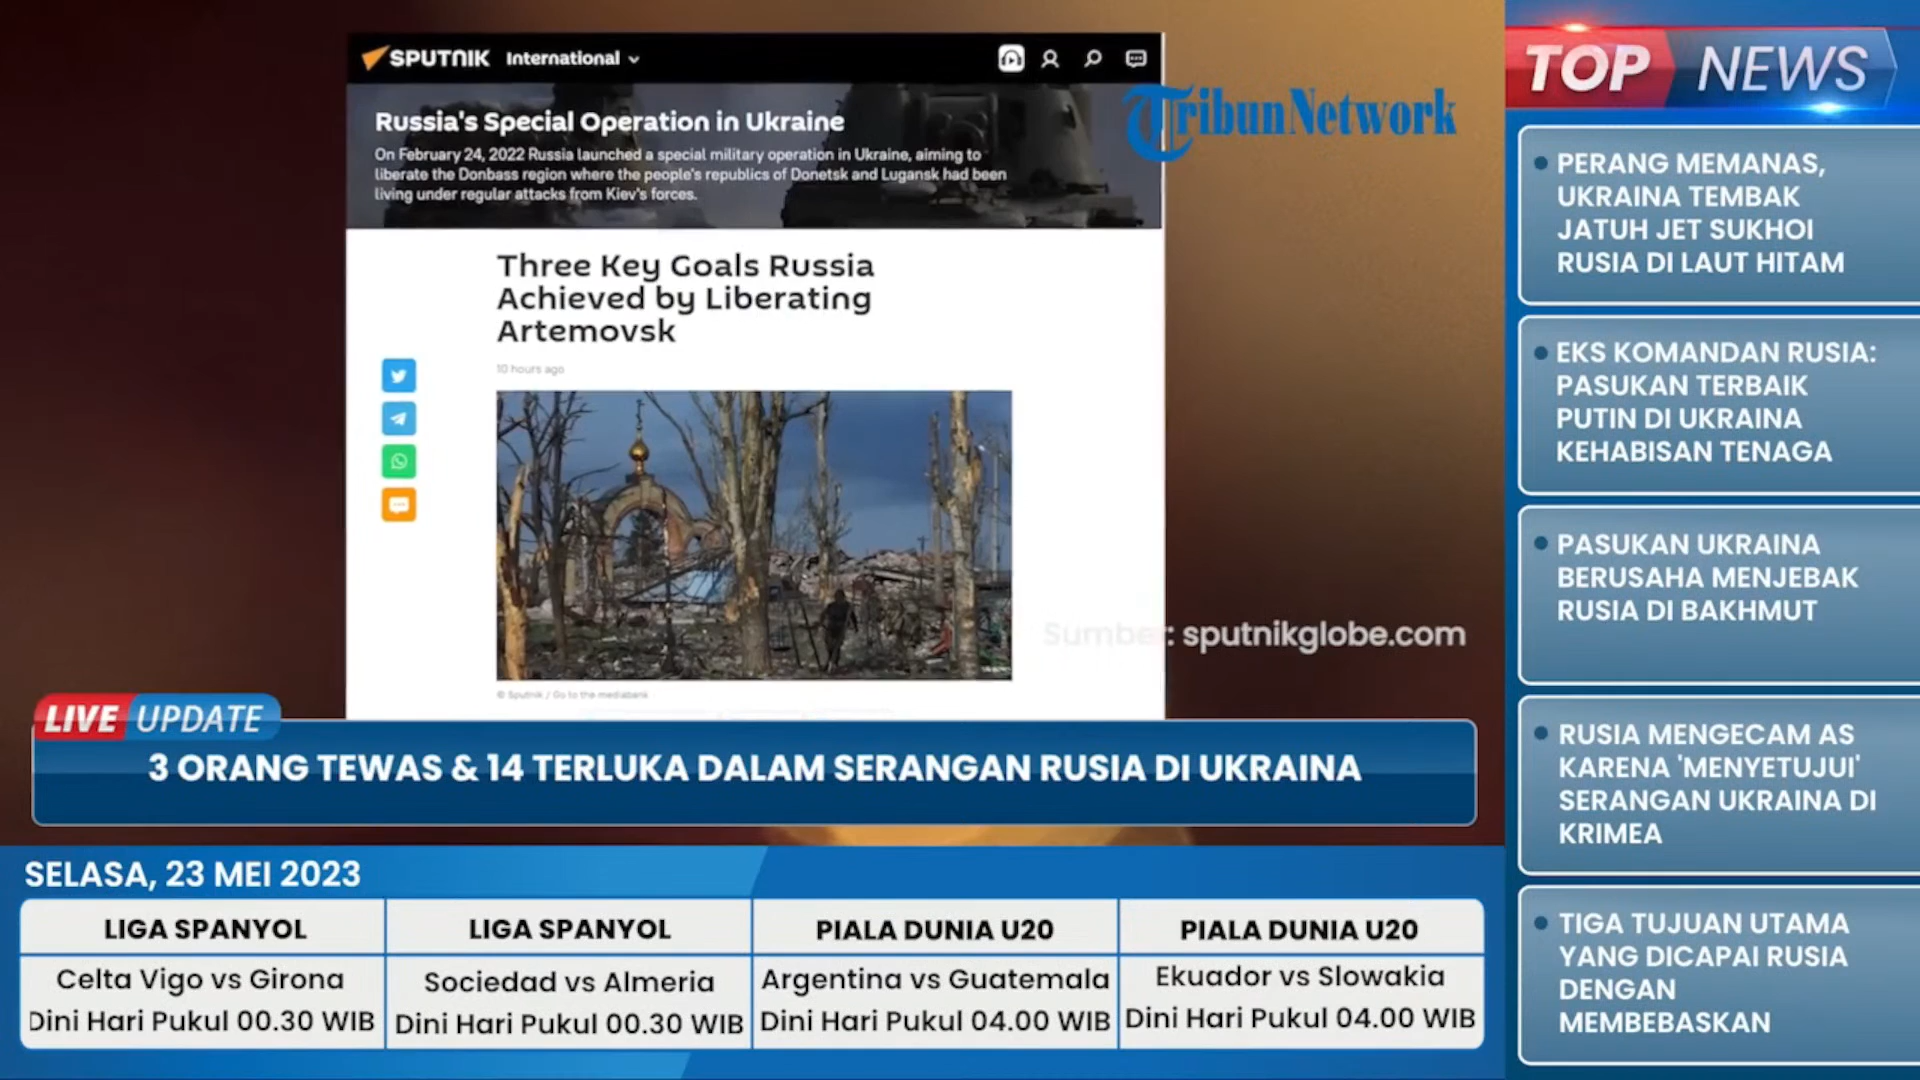 SPUTNIK International
Russia's Special Operation in Ukraine
On February 24, 2022 Russia launched a special military operation in Ukraine, aiming to
liberate the Donbass region where the people's republics of Donetsk and Lugansk had been
living under regular attacks from Kiev's forces.
TribunNetwork
Three Key Goals Russia
Achieved by Liberating
Artemovsk
10 hours ago
Sumber: sputnikglobe.com
© Sputnik / Go to the mediabank
LIVE UPDATE
3 ORANG TEWAS & 14 TERLUKA DALAM SERANGAN RUSIA DI UKRAINA
SELASA, 23 MEI 2023
LIGA SPANYOL
Celta Vigo vs Girona
Dini Hari Pukul 00.30 WIB
LIGA SPANYOL
Sociedad vs Almeria
Dini Hari Pukul 00.30 WIB
PIALA DUNIA U20
Argentina vs Guatemala
Dini Hari Pukul 04.00 WIB
PIALA DUNIA U20
Ekuador vs Slowakia
Dini Hari Pukul 04.00 WIB
TOP NEWS
PERANG MEMANAS,
UKRAINA TEMBAK
JATUH JET SUKHOI
RUSIA DI LAUT HITAM
EKS KOMANDAN RUSIA:
PASUKAN TERBAIK
PUTIN DI UKRAINA
KEHABISAN TENAGA
PASUKAN UKRAINA
BERUSAHA MENJEBAK
RUSIA DI BAKHMUT
RUSIA MENGECAM AS
KARENA 'MENYETUJUI'
SERANGAN UKRAINA DI
KRIMEA
TIGA TUJUAN UTAMA
YANG DICAPAI RUSIA
DENGAN
MEMBEBASKAN